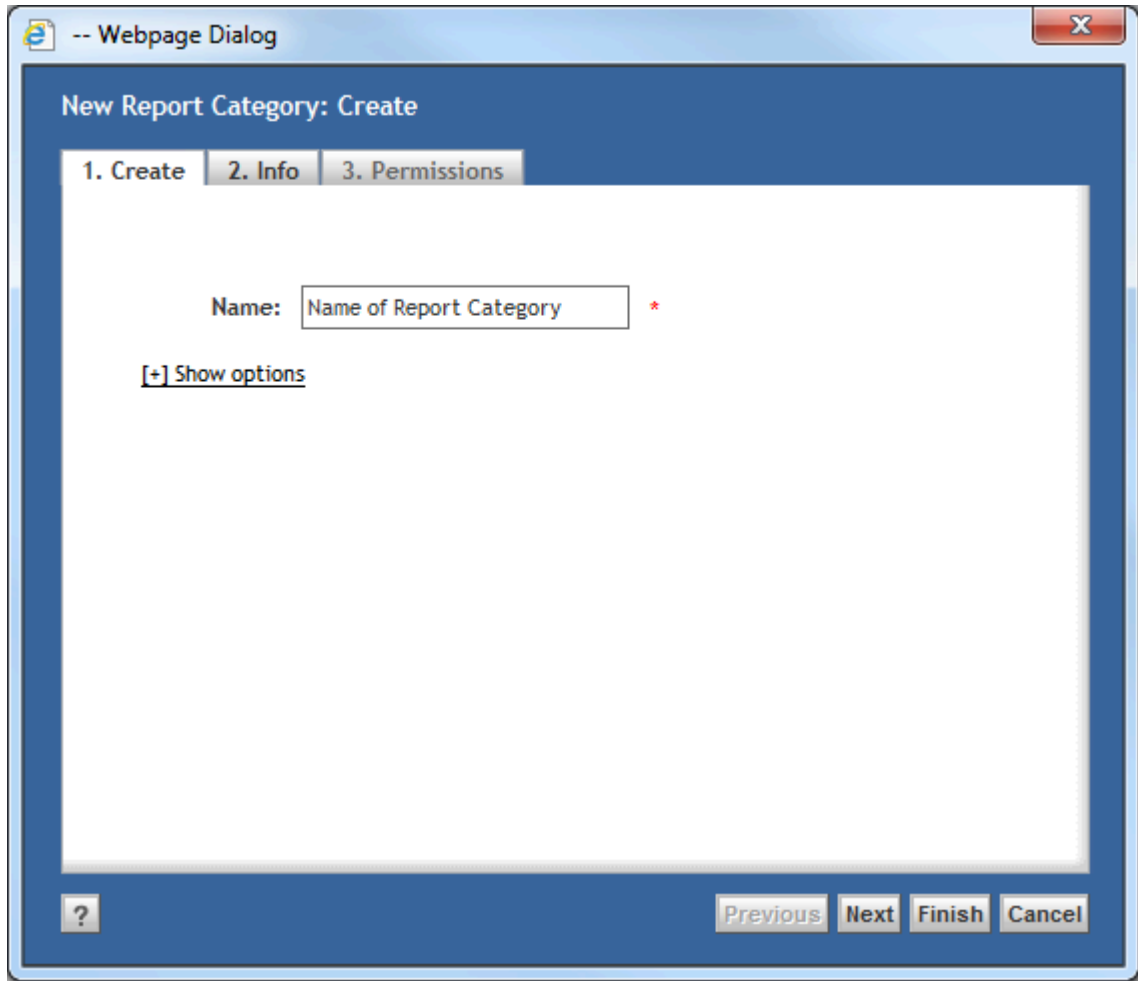 -- Webpage Dialog
X
New Report Category: Create
1. Create 2. Info 3. Permissions
Name: Name of Report Category *
[+] Show options
? Previous Next Finish Cancel